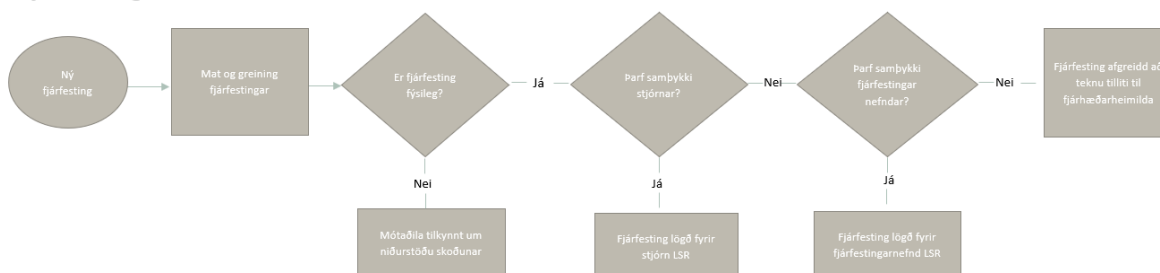 Ný
fjárfesting
Mat og greining
fjárfestingar
Er fjárfesting
fýsileg?
Já
Þarf samþykki
stjórnar?
Nei
Þarf samþykki
fjárfestingar
nefndar?
Nei
Fjárfesting afgreidd að
teknu tilliti til
fjárhæðarheimilda
Nei
Já
Já
Mótaðila tilkynnt um
niðurstöðu skoðunar
Fjárfesting lögð fyrir
stjórn LSR
Fjárfesting lögð fyrir
fjárfestingarnefnd LSR